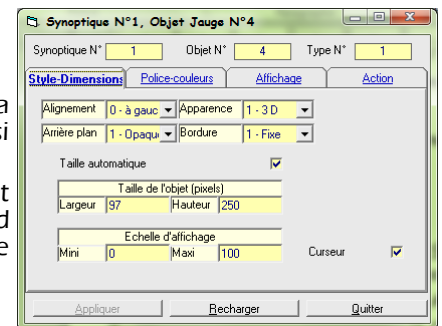 Synoptique N°1, Objet Jauge N°4
Synoptique N° 1 Objet N° 4 Type N° 1
Style-Dimensions Police-couleurs Affichage Action
Alignement 0 - à gauc Apparence 1 - 3 D
Arrière plan 1 - Opaqu Bordure 1 - Fixe
Taille automatique
Taille de l'objet (pixels)
Largeur 97 Hauteur 250
Echelle d'affichage
Mini 0 Maxi 100 Curseur
Appliquer Recharger Quitter
a
si
t
d
e